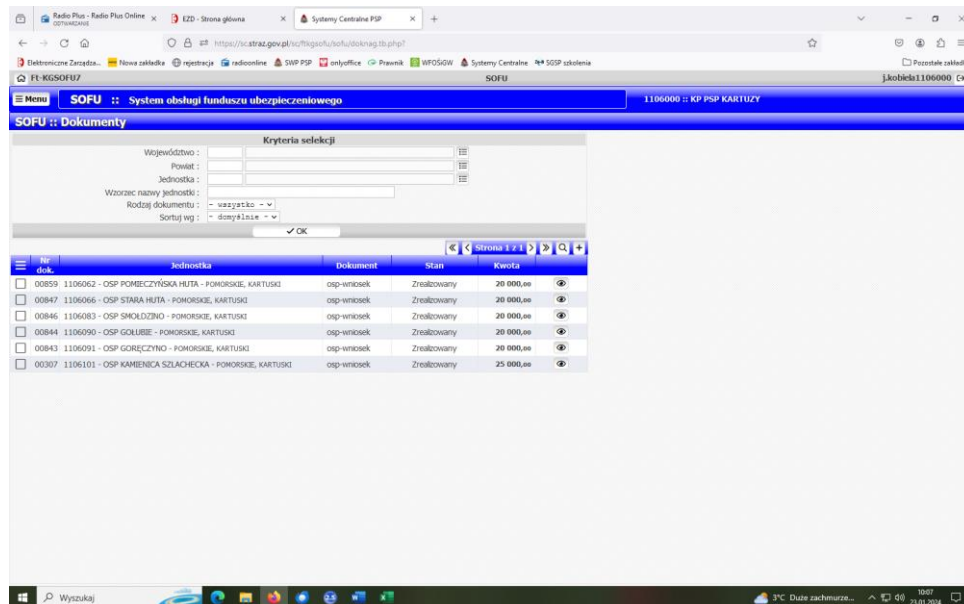 Radio Plus - Radio Plus Online
ODTWARZANIE
EZD - Strona główna
Systemy Centralne PSP
https://sc.straz.gov.pl/sc/ftkgsofu/sofu/doknag.tb.php?
Elektroniczne Zarządza... Nowa zakładka rejestracja radioonline SWP PSP onlyoffice Prawnik WFOŚiGW Systemy Centralne SGSP szkolenia
Ft-KGSOFU7 SOFU j.kobiela1106000
Menu SOFU :: System obsługi funduszu ubezpieczeniowego 1106000 :: KP PSP KARTUZY
SOFU :: Dokumenty
Kryteria selekcji
Województwo :
Powiat :
Jednostka :
Wzorzec nazwy jednostki :
Rodzaj dokumentu : - wszystko -
Sortuj wg : - domyślnie -
OK
Strona 1 z 1
Nr dok. Jednostka Dokument Stan Kwota
00859 1106062 - OSP POMIECZYŃSKA HUTA - POMORSKIE, KARTUSKI osp-wniosek Zrealizowany 20 000,00
00847 1106066 - OSP STARA HUTA - POMORSKIE, KARTUSKI osp-wniosek Zrealizowany 20 000,00
00846 1106083 - OSP SMOŁDZINO - POMORSKIE, KARTUSKI osp-wniosek Zrealizowany 20 000,00
00844 1106090 - OSP GOŁUBIE - POMORSKIE, KARTUSKI osp-wniosek Zrealizowany 20 000,00
00843 1106091 - OSP GORĘCZYNO - POMORSKIE, KARTUSKI osp-wniosek Zrealizowany 20 000,00
00307 1106101 - OSP KAMIENICA SZLACHECKA - POMORSKIE, KARTUSKI osp-wniosek Zrealizowany 25 000,00
Wyszukaj 3°C Duże zachmurze... 10:07
23.01.2024